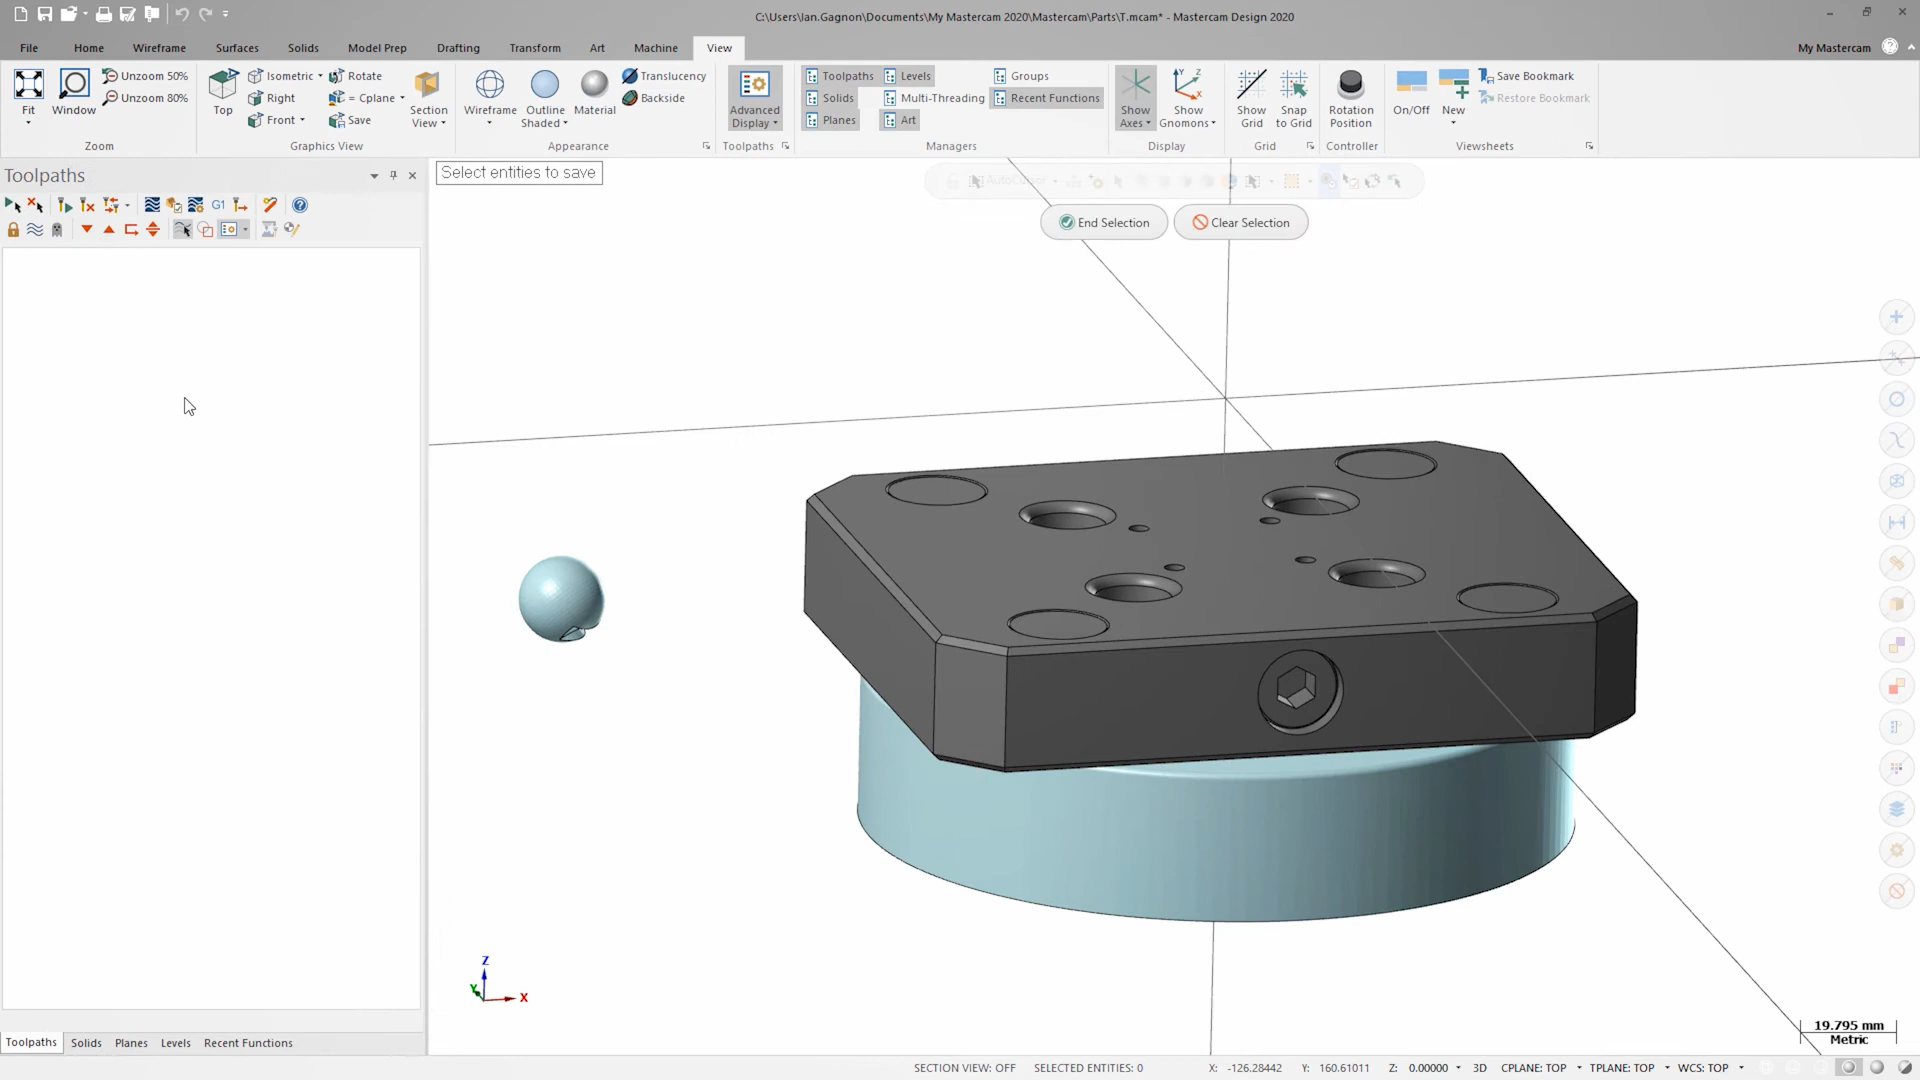 C:\Users\Ian.Gagnon\Documents\My Mastercam 2020\Mastercam\Parts\T.mcam* - Mastercam Design 2020
File Home Wireframe Surfaces Solids Model Prep Drafting Transform Art Machine View My Mastercam
Fit Window Unzoom 50% Unzoom 80%
Zoom
Top Isometric Right Front Rotate = Cplane Save Section View
Graphics View
Wireframe Outline Shaded Material Translucency Backside
Appearance
Advanced Display
Toolpaths
Toolpaths Levels Groups
Solids Multi-Threading Recent Functions
Planes Art
Managers
Show Axes Show Gnomons
Display
Show Grid Snap to Grid
Grid
Rotation Position
Controller
On/Off New Save Bookmark Restore Bookmark
Viewsheets
Toolpaths
G1
Select entities to save
AutoCursor
End Selection Clear Selection
Z
Y
X
19.795 mm
Metric
Toolpaths Solids Planes Levels Recent Functions
SECTION VIEW: OFF SELECTED ENTITIES: 0 X: -126.28442 Y: 160.61011 Z: 0.00000 3D CPLANE: TOP TPLANE: TOP WCS: TOP